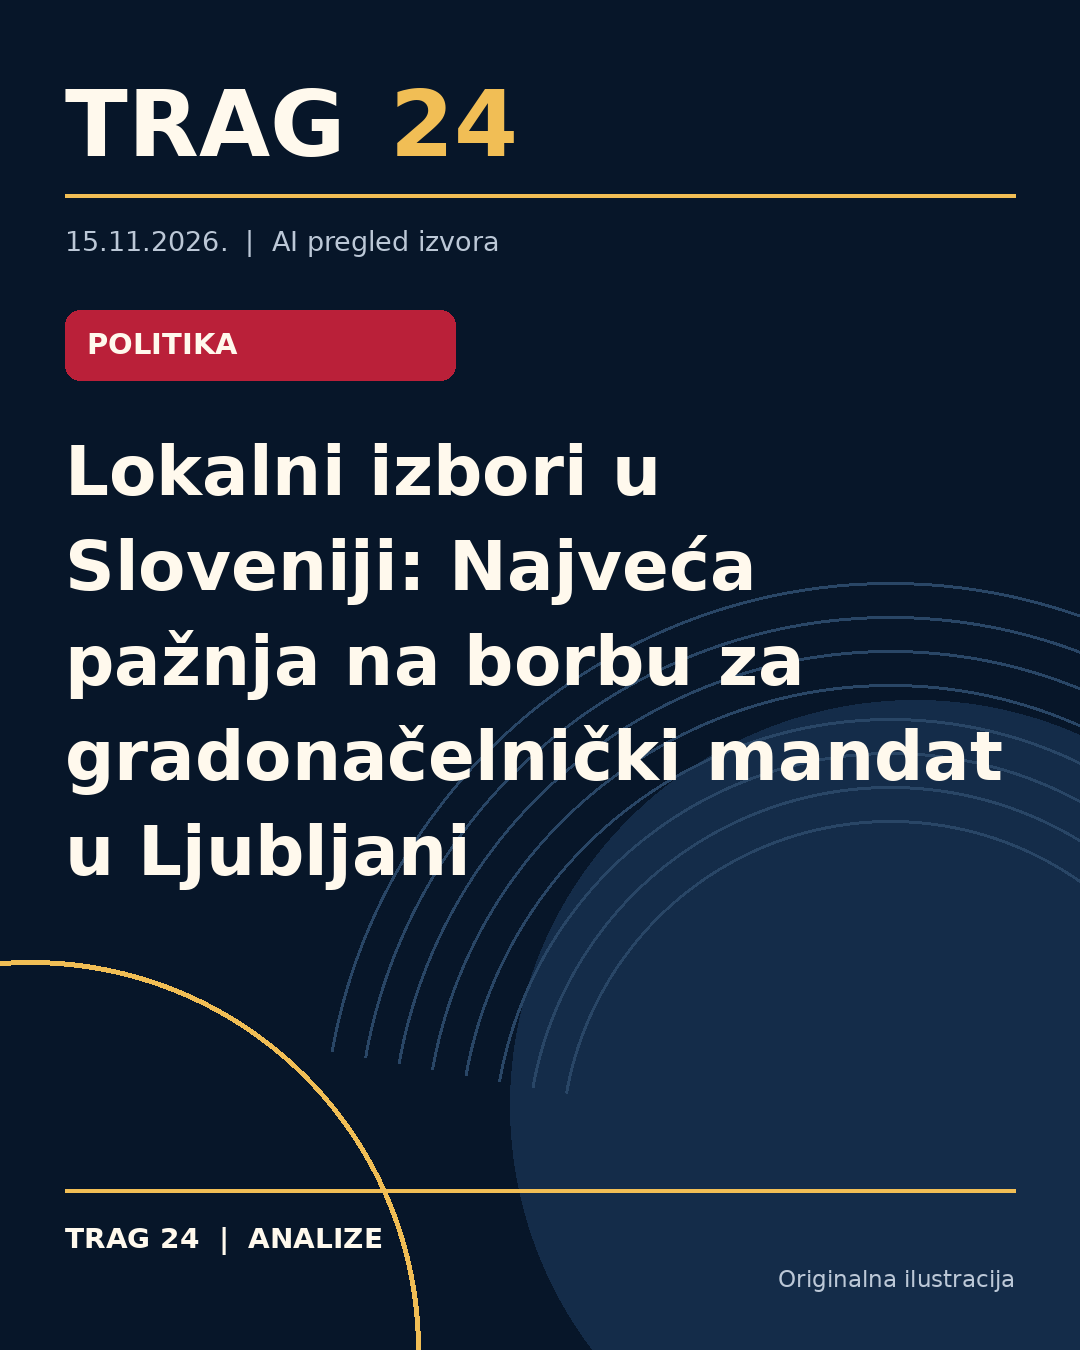 TRAG 24
15.11.2026. | AI pregled izvora
POLITIKA
Lokalni izbori u
Sloveniji: Najveća
pažnja na borbu za
gradonačelnički mandat
u Ljubljani
TRAG 24 | ANALIZE
Originalna ilustracija